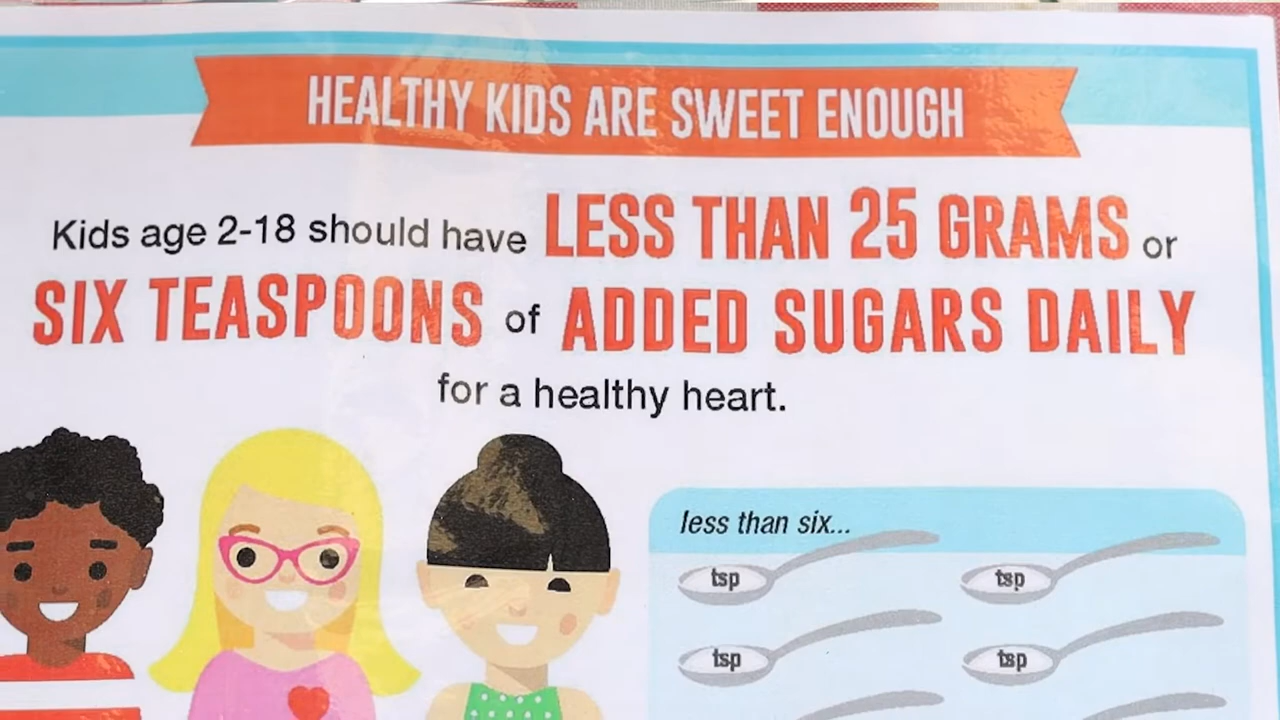 HEALTHY KIDS ARE SWEET ENOUGH
Kids age 2-18 should have LESS THAN 25 GRAMS or
SIX TEASPOONS of ADDED SUGARS DAILY
for a healthy heart.
less than six...
tsp tsp
tsp tsp